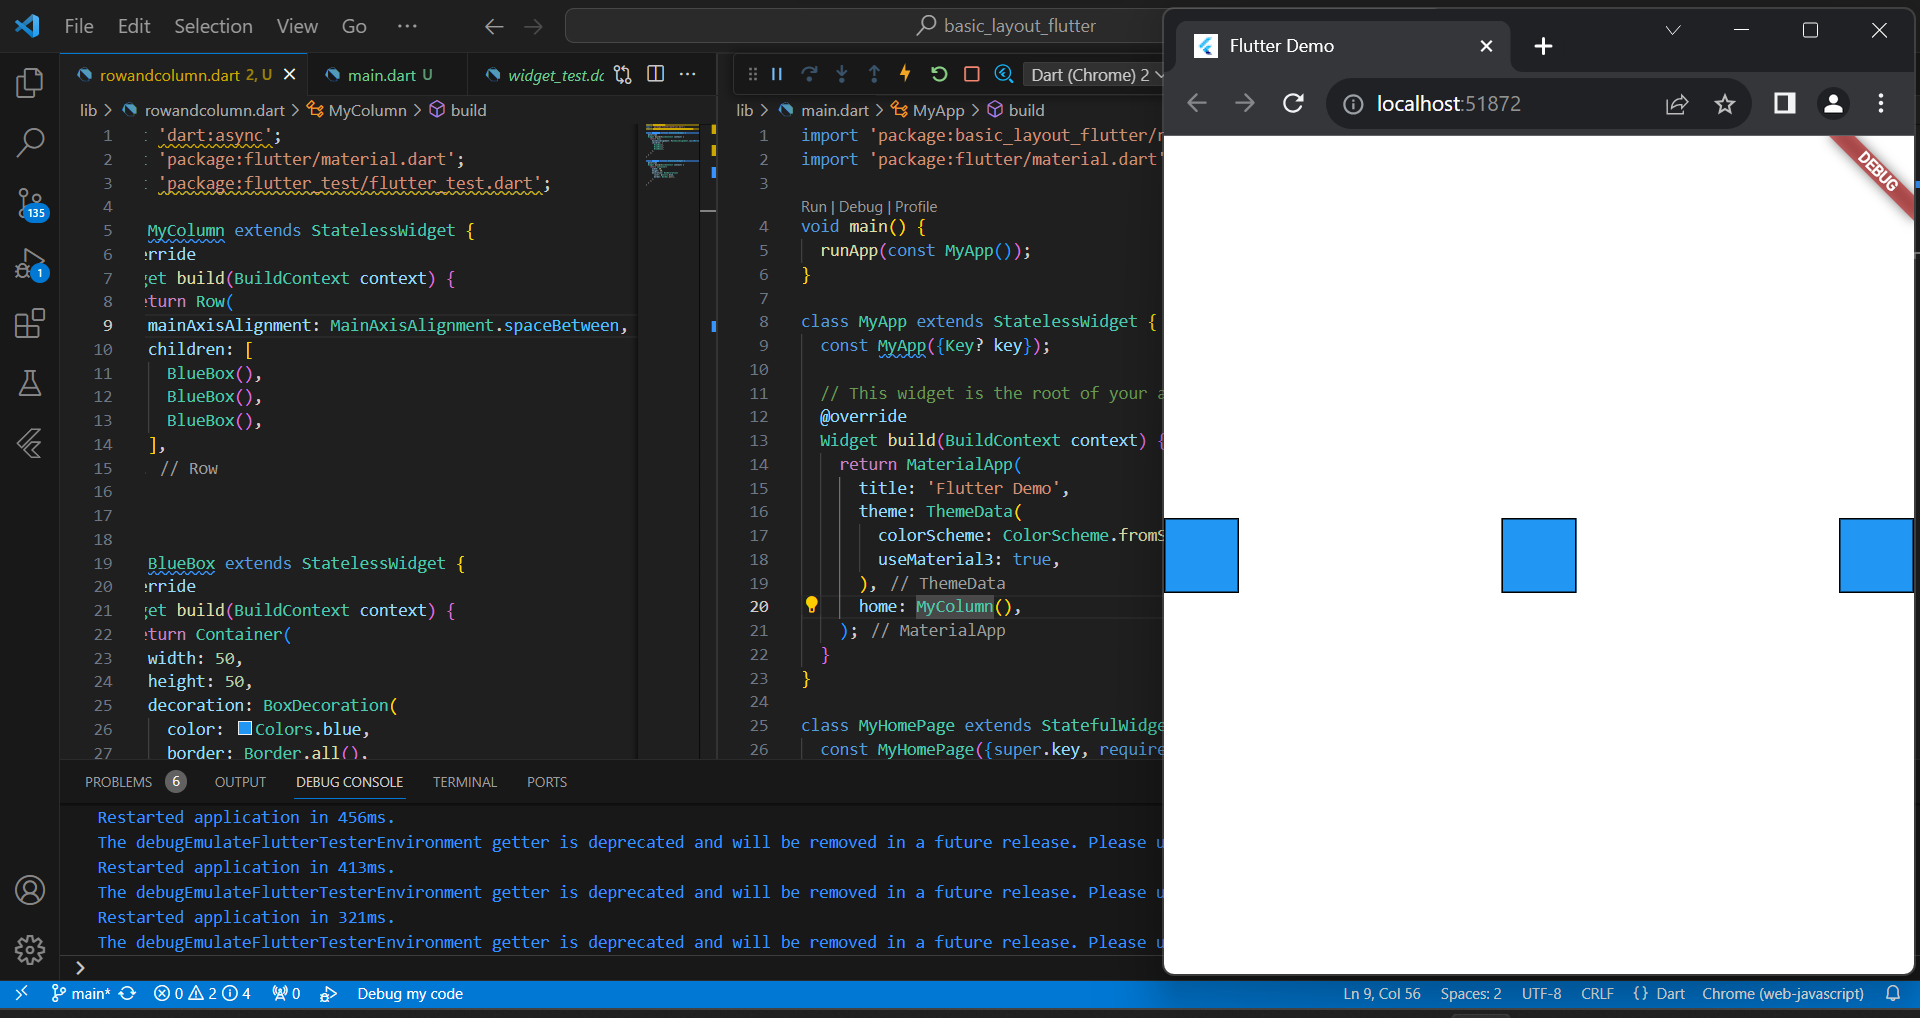 File Edit Selection View Go ··· basic_layout_flutter
rowandcolumn.dart 2, U
main.dart U
widget_test.dc
Dart (Chrome) 2
lib > rowandcolumn.dart > MyColumn > build
1 'dart:async';
2 'package:flutter/material.dart';
3 'package:flutter_test/flutter_test.dart';
4
5 MyColumn extends StatelessWidget {
6 rride
7 get build(BuildContext context) {
8 turn Row(
9 mainAxisAlignment: MainAxisAlignment.spaceBetween,
10 children: [
11 BlueBox(),
12 BlueBox(),
13 BlueBox(),
14 ],
15 // Row
16
17
18
19 BlueBox extends StatelessWidget {
20 rride
21 get build(BuildContext context) {
22 turn Container(
23 width: 50,
24 height: 50,
25 decoration: BoxDecoration(
26 color: Colors.blue,
27 border: Border.all(),
lib > main.dart > MyApp > build
1 import 'package:basic_layout_flutter/r
2 import 'package:flutter/material.dart'
3
Run | Debug | Profile
4 void main() {
5 runApp(const MyApp());
6 }
7
8 class MyApp extends StatelessWidget {
9 const MyApp({Key? key});
10
11 // This widget is the root of your a
12 @override
13 Widget build(BuildContext context) {
14 return MaterialApp(
15 title: 'Flutter Demo',
16 theme: ThemeData(
17 colorScheme: ColorScheme.fromS
18 useMaterial3: true,
19 ), // ThemeData
20 home: MyColumn(),
21 ); // MaterialApp
22 }
23 }
24
25 class MyHomePage extends StatefulWidge
26 const MyHomePage({super.key, require
Flutter Demo
localhost:51872
DEBUG
135
1
PROBLEMS 6 OUTPUT DEBUG CONSOLE TERMINAL PORTS
Restarted application in 456ms.
The debugEmulateFlutterTesterEnvironment getter is deprecated and will be removed in a future release. Please u
Restarted application in 413ms.
The debugEmulateFlutterTesterEnvironment getter is deprecated and will be removed in a future release. Please u
Restarted application in 321ms.
The debugEmulateFlutterTesterEnvironment getter is deprecated and will be removed in a future release. Please u
>
main* 0 2 4 0 Debug my code Ln 9, Col 56 Spaces: 2 UTF-8 CRLF {} Dart Chrome (web-javascript)